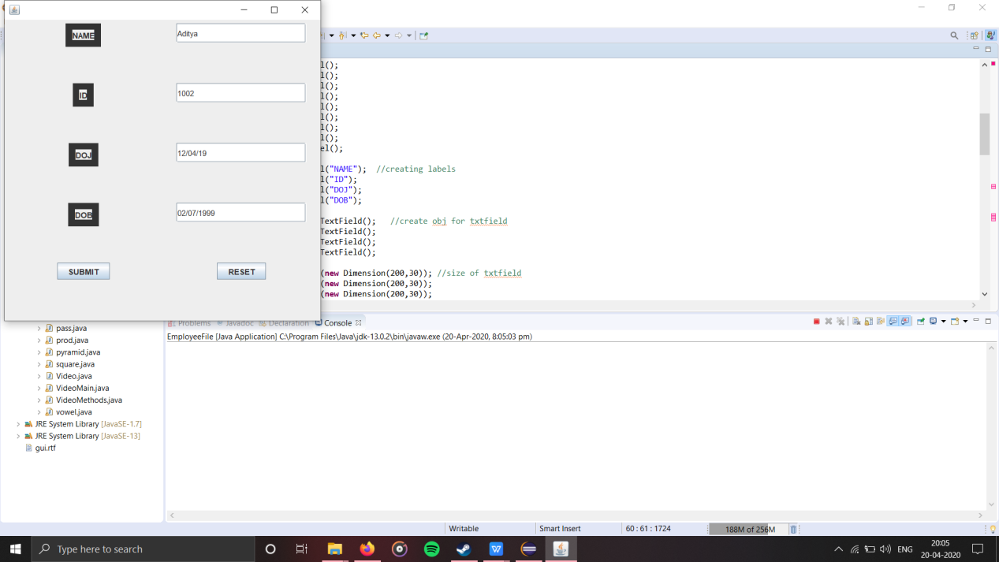 NAME
Aditya
ID
1002
DOJ
12/04/19
DOB
02/07/1999
SUBMIT
RESET
l();
l();
l();
l();
l();
l();
l();
l();
el();
l("NAME");  //creating labels
l("ID");
l("DOJ");
l("DOB");
TextField();   //create obj for txtfield
TextField();
TextField();
TextField();
(new Dimension(200,30)); //size of txtfield
(new Dimension(200,30));
(new Dimension(200,30));
Problems Javadoc Declaration Console
EmployeeFile [Java Application] C:\Program Files\Java\jdk-13.0.2\bin\javaw.exe (20-Apr-2020, 8:05:03 pm)
pass.java
prod.java
pyramid.java
square.java
Video.java
VideoMain.java
VideoMethods.java
vowel.java
JRE System Library [JavaSE-1.7]
JRE System Library [JavaSE-13]
gui.rtf
Writable Smart Insert 60 : 61 : 1724 188M of 256M
Type here to search
ENG
20:05
20-04-2020